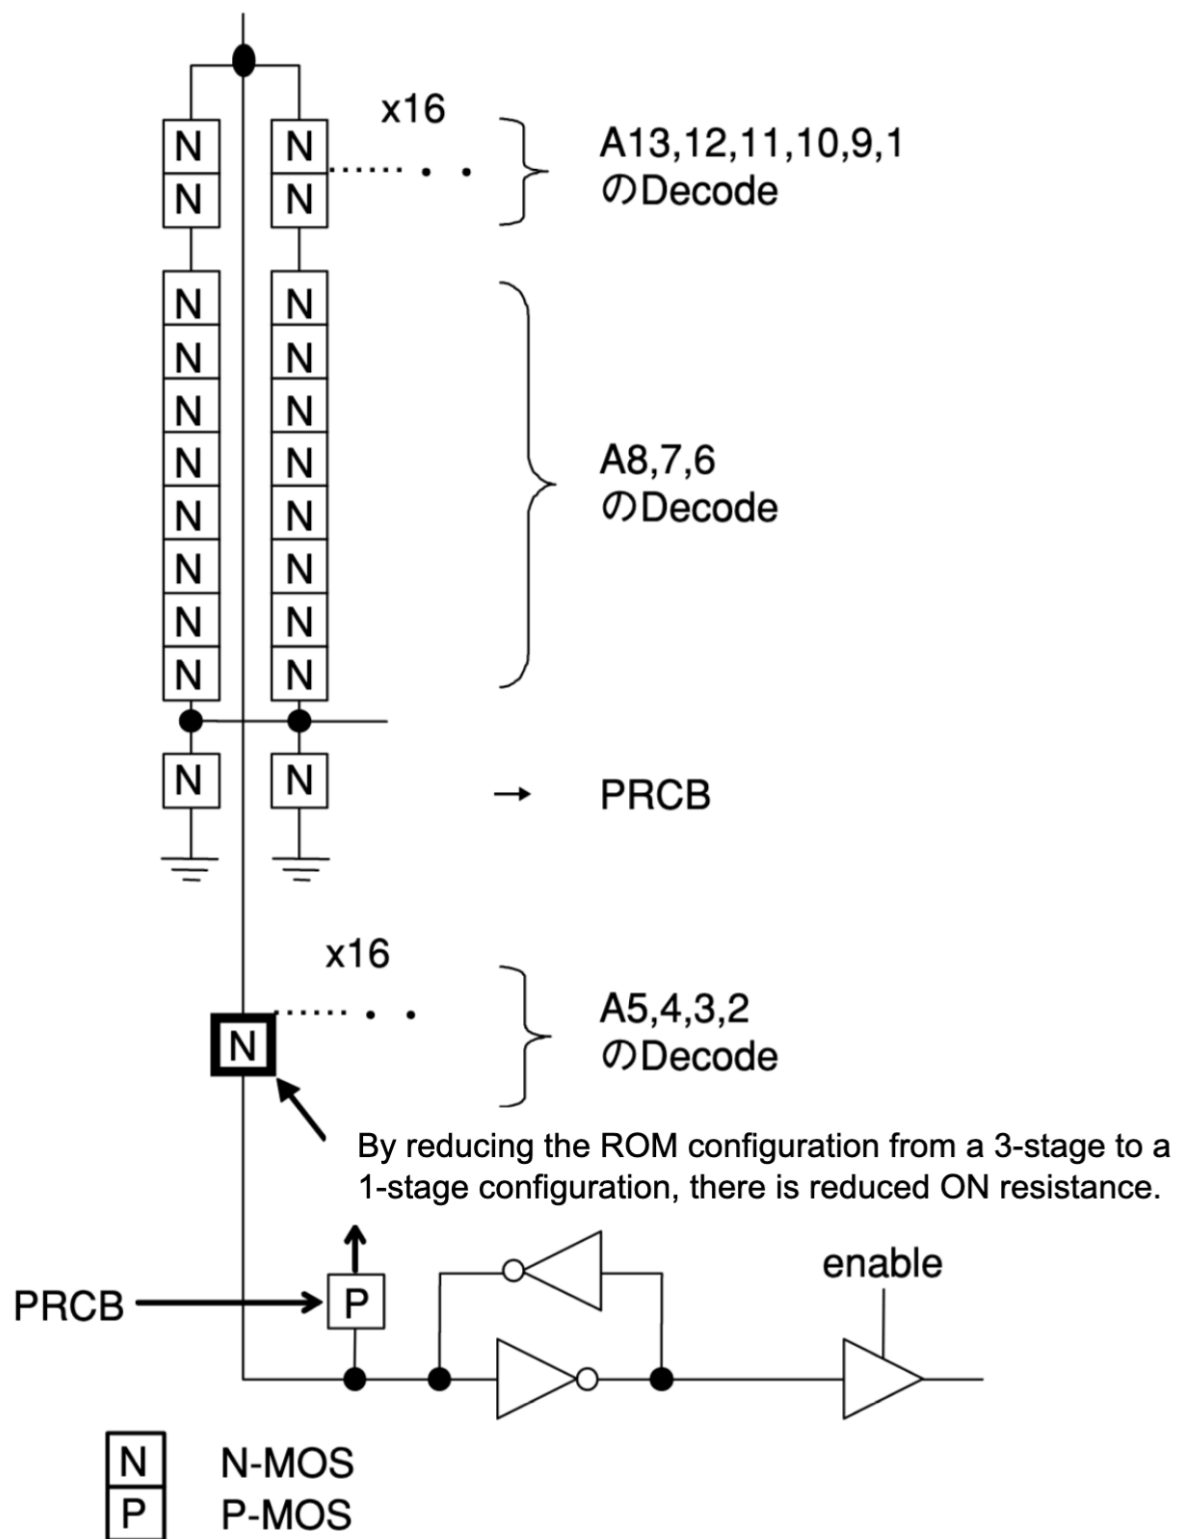 x16
A13,12,11,10,9,1
のDecode
N N
N N
N N
N N
N N
N N
N N
N N
N N
N N
A8,7,6
のDecode
N N
→ PRCB
x16
A5,4,3,2
のDecode
N
By reducing the ROM configuration from a 3-stage to a
1-stage configuration, there is reduced ON resistance.
enable
PRCB
P
N N-MOS
P P-MOS